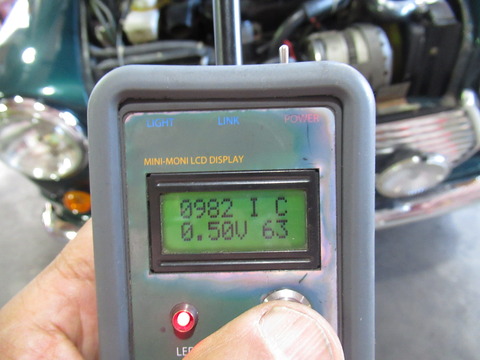 LIGHT LINK POWER
MINI-MONI LCD DISPLAY
0982 I C
0.50V 63
LED